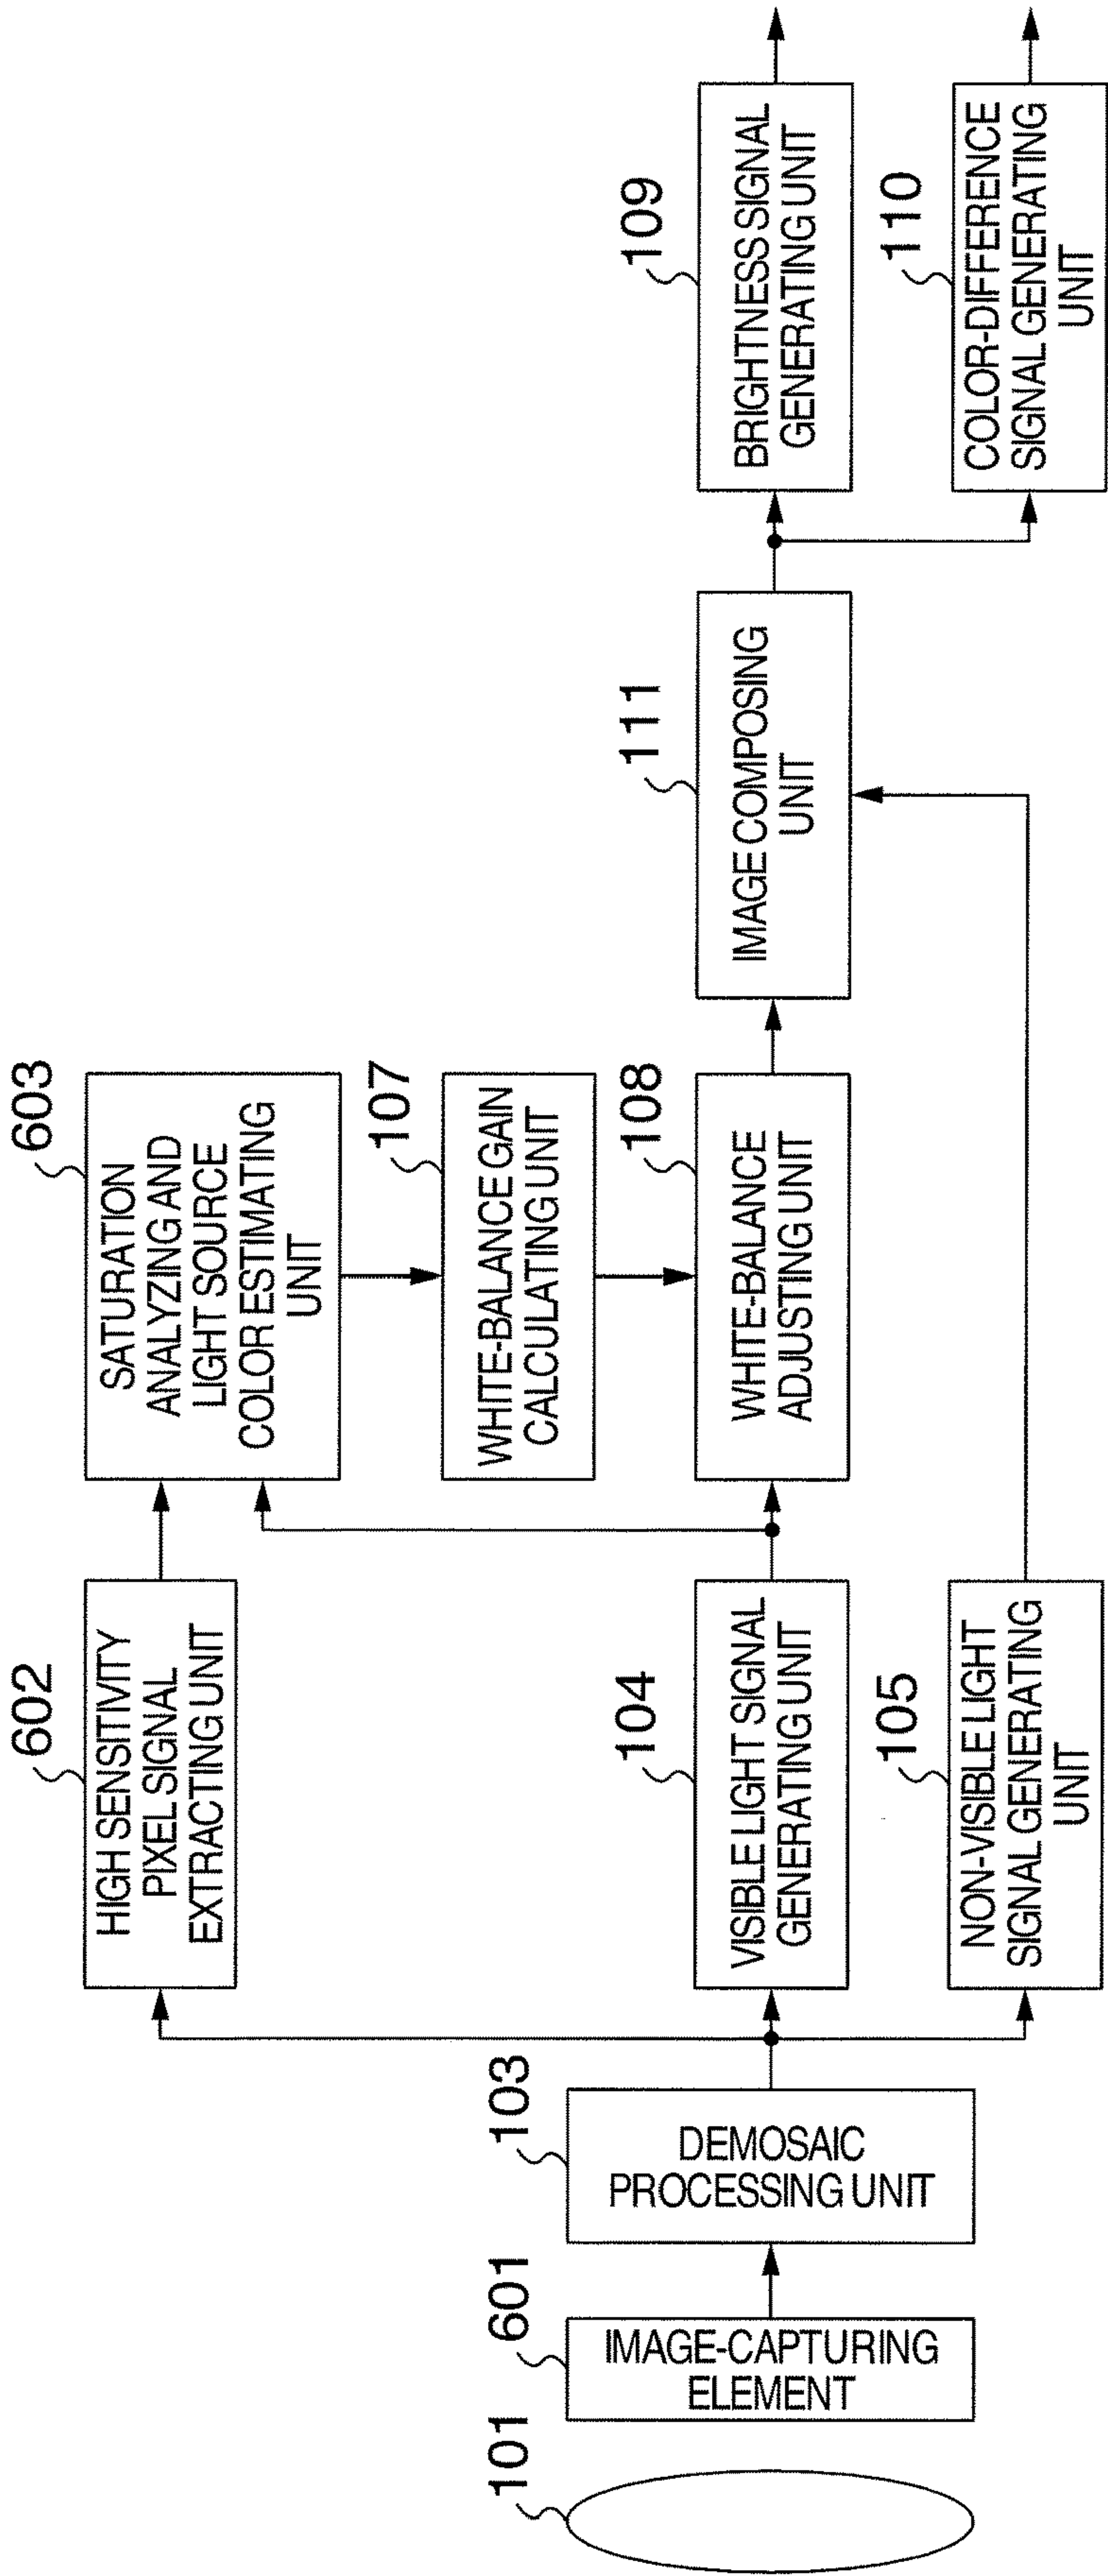 101
601
IMAGE-CAPTURING
ELEMENT
103
DEMOSAIC
PROCESSING UNIT
602
HIGH SENSITIVITY
PIXEL SIGNAL
EXTRACTING UNIT
104
VISIBLE LIGHT SIGNAL
GENERATING UNIT
105
NON-VISIBLE LIGHT
SIGNAL GENERATING
UNIT
603
SATURATION
ANALYZING AND
LIGHT SOURCE
COLOR ESTIMATING
UNIT
107
WHITE-BALANCE GAIN
CALCULATING UNIT
108
WHITE-BALANCE
ADJUSTING UNIT
111
IMAGE COMPOSING
UNIT
109
BRIGHTNESS SIGNAL
GENERATING UNIT
110
COLOR-DIFFERENCE
SIGNAL GENERATING
UNIT